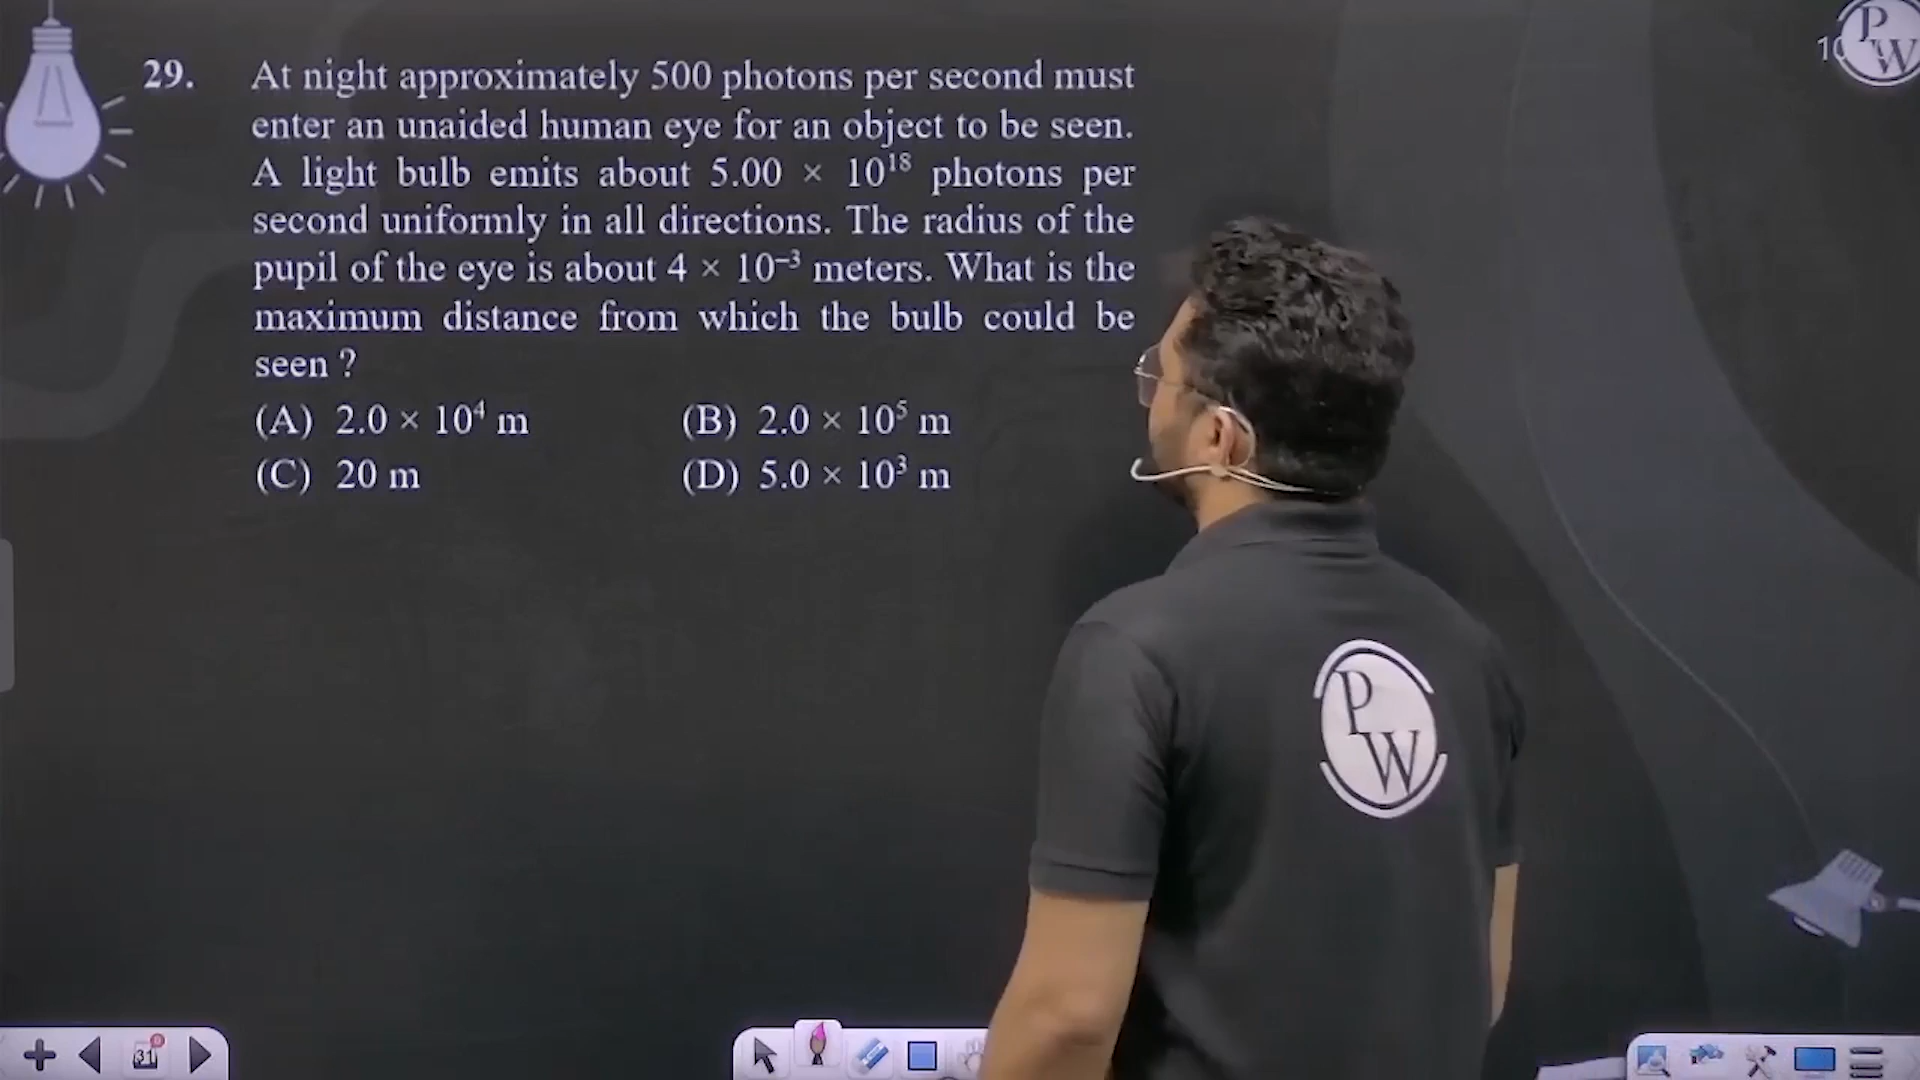 29. At night approximately 500 photons per second must
enter an unaided human eye for an object to be seen.
A light bulb emits about 5.00 × 10¹⁸ photons per
second uniformly in all directions. The radius of the
pupil of the eye is about 4 × 10⁻³ meters. What is the
maximum distance from which the bulb could be
seen ?
(A) 2.0 × 10⁴ m (B) 2.0 × 10⁵ m
(C) 20 m (D) 5.0 × 10³ m
P
W
P
W
31